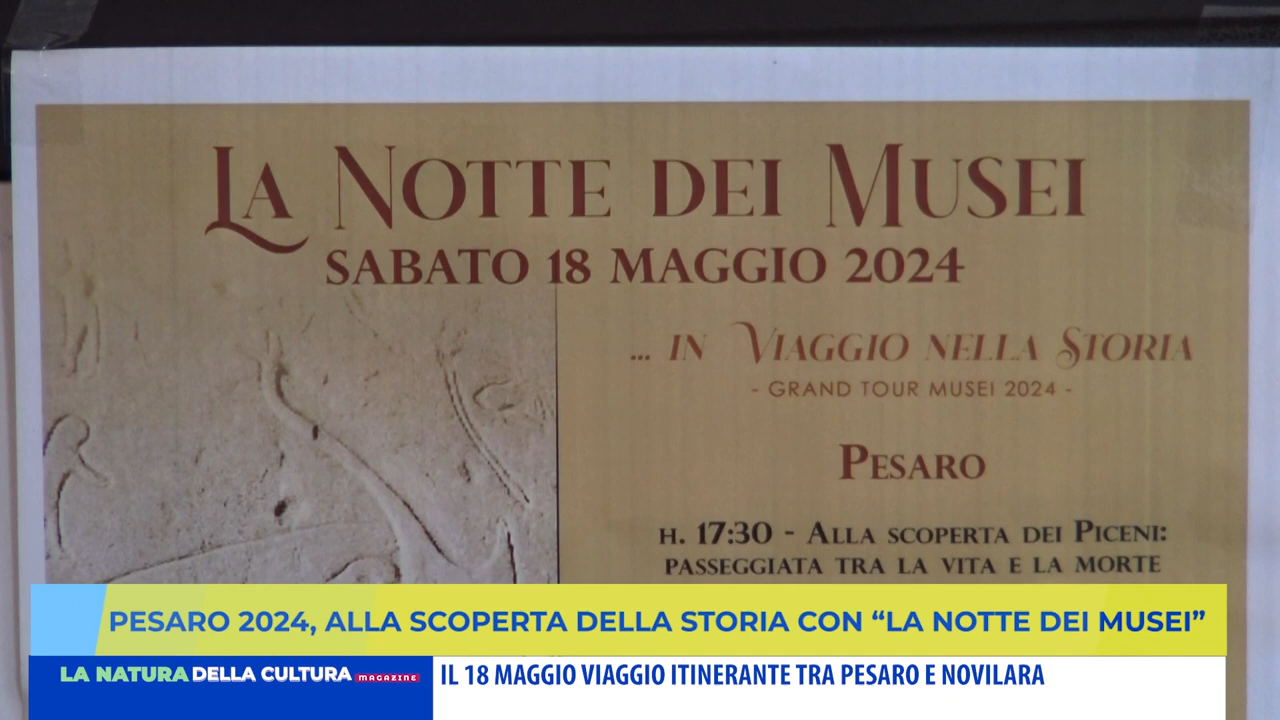 LA NOTTE DEI MUSEI
SABATO 18 MAGGIO 2024
... IN VIAGGIO NELLA STORIA
- GRAND TOUR MUSEI 2024 -
PESARO
H. 17:30 - ALLA SCOPERTA DEI PICENI:
PASSEGGIATA TRA LA VITA E LA MORTE
PESARO 2024, ALLA SCOPERTA DELLA STORIA CON “LA NOTTE DEI MUSEI”
LA NATURA DELLA CULTURA MAGAZINE
IL 18 MAGGIO VIAGGIO ITINERANTE TRA PESARO E NOVILARA